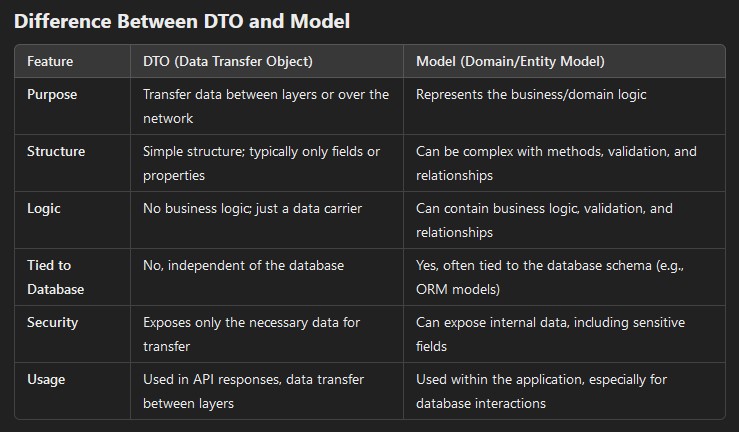 Difference Between DTO and Model
Feature DTO (Data Transfer Object) Model (Domain/Entity Model)
Purpose Transfer data between layers or over the Represents the business/domain logic
network
Structure Simple structure; typically only fields or Can be complex with methods, validation, and
properties relationships
Logic No business logic; just a data carrier Can contain business logic, validation, and
relationships
Tied to No, independent of the database Yes, often tied to the database schema (e.g.,
Database ORM models)
Security Exposes only the necessary data for Can expose internal data, including sensitive
transfer fields
Usage Used in API responses, data transfer Used within the application, especially for
between layers database interactions